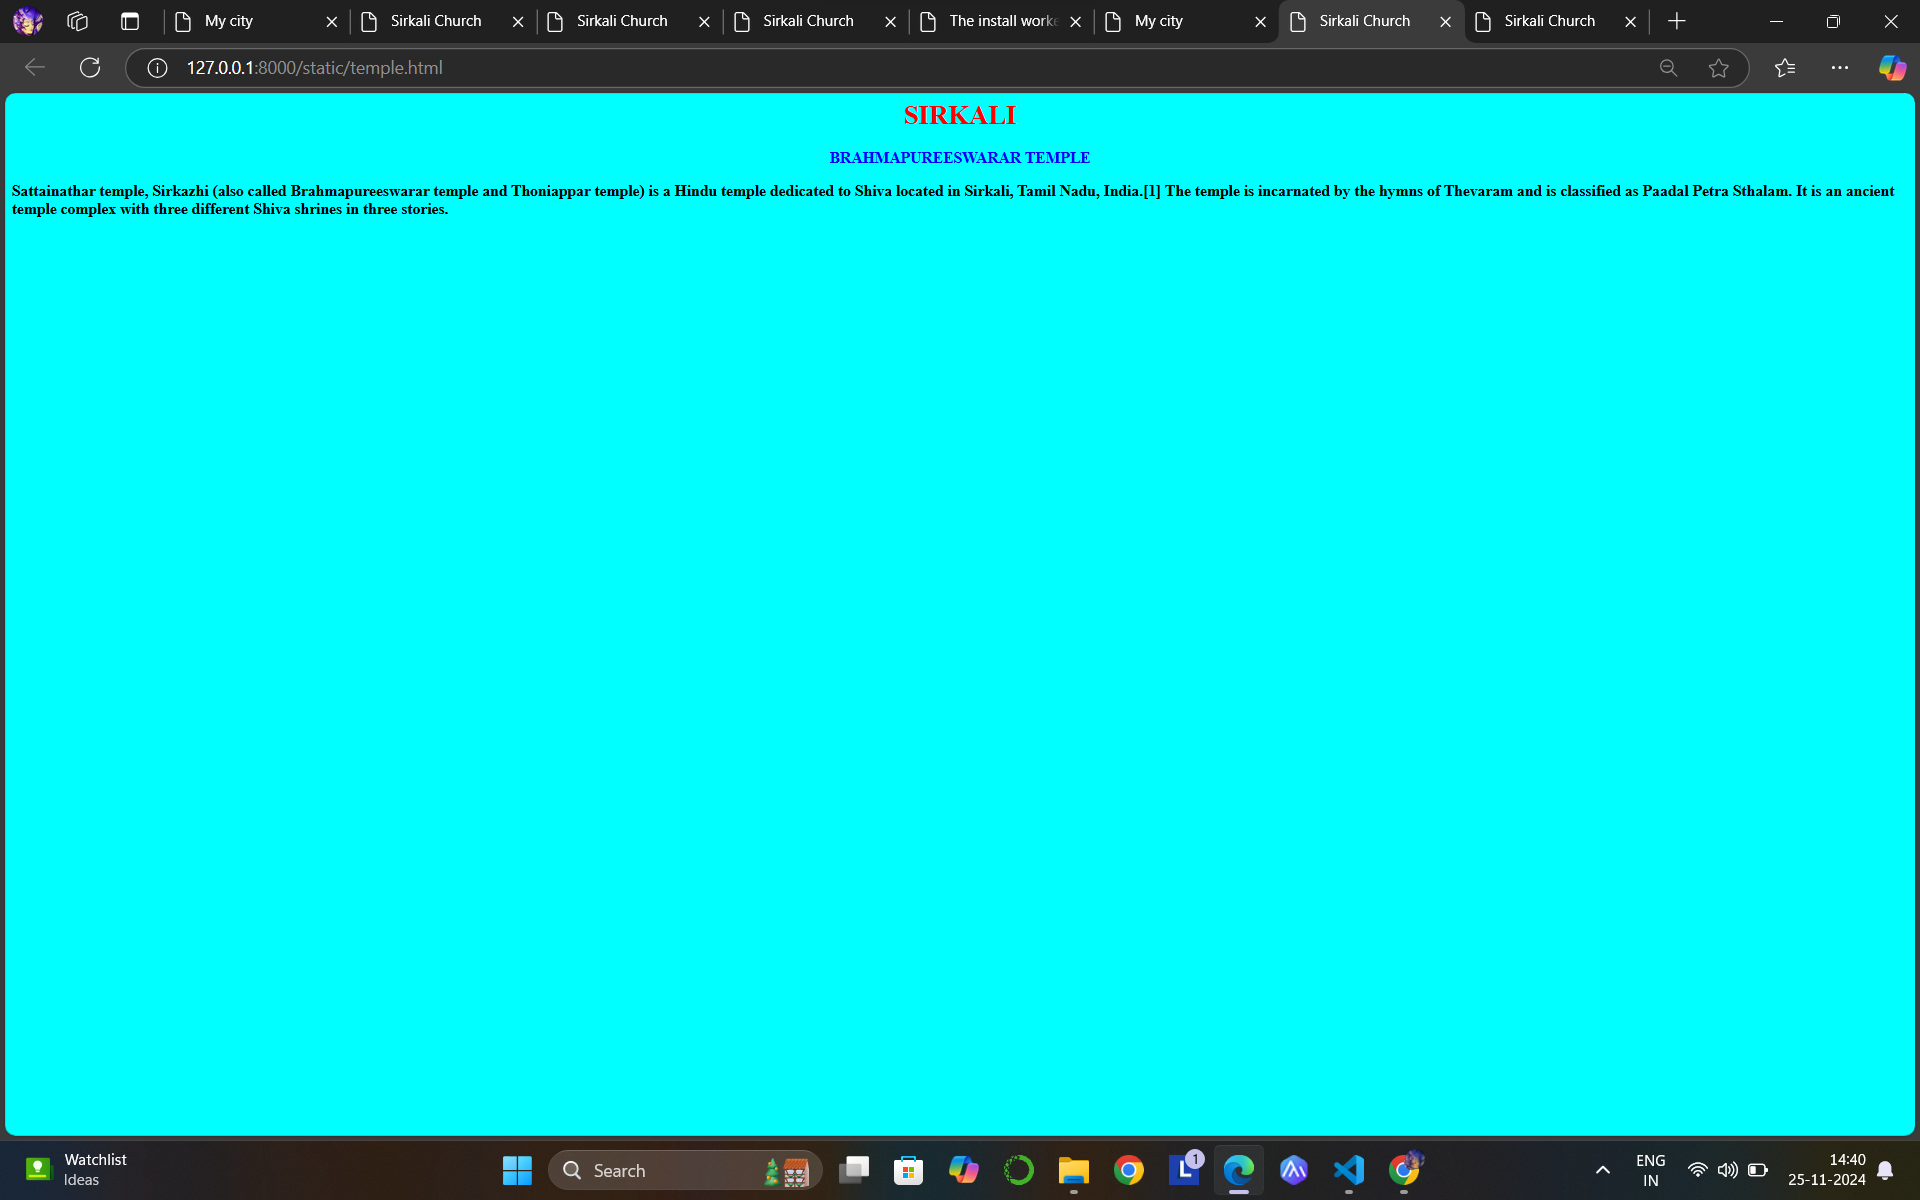 My city
Sirkali Church
Sirkali Church
Sirkali Church
The install worke
My city
Sirkali Church
Sirkali Church
127.0.0.1:8000/static/temple.html
SIRKALI
BRAHMAPUREESWARAR TEMPLE
Sattainathar temple, Sirkazhi (also called Brahmapureeswarar temple and Thoniappar temple) is a Hindu temple dedicated to Shiva located in Sirkali, Tamil Nadu, India.[1] The temple is incarnated by the hymns of Thevaram and is classified as Paadal Petra Sthalam. It is an ancient
temple complex with three different Shiva shrines in three stories.
Watchlist
Ideas
Search
L
1
ENG
IN
14:40
25-11-2024